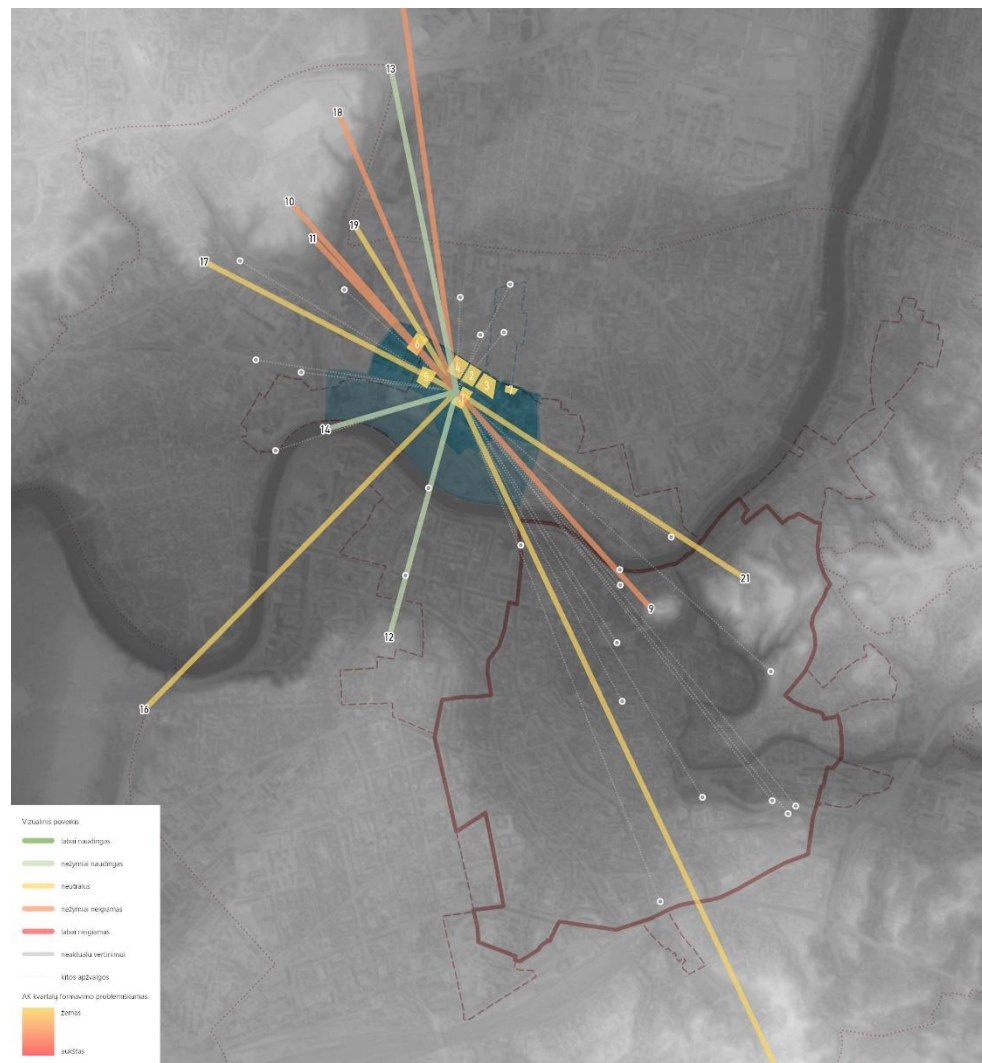 13
18
10
19
11
17
6
4
2
5
3
14
21
9
12
16
Vizualinis poveikis
labai naudingas
nežymiai naudingas
neutralus
nežymiai neigiamas
labai neigiamas
neaktualu vertinimui
kitos apžvalgos
AK kvartalų formavimo problemiškumas
žemas
aukštas